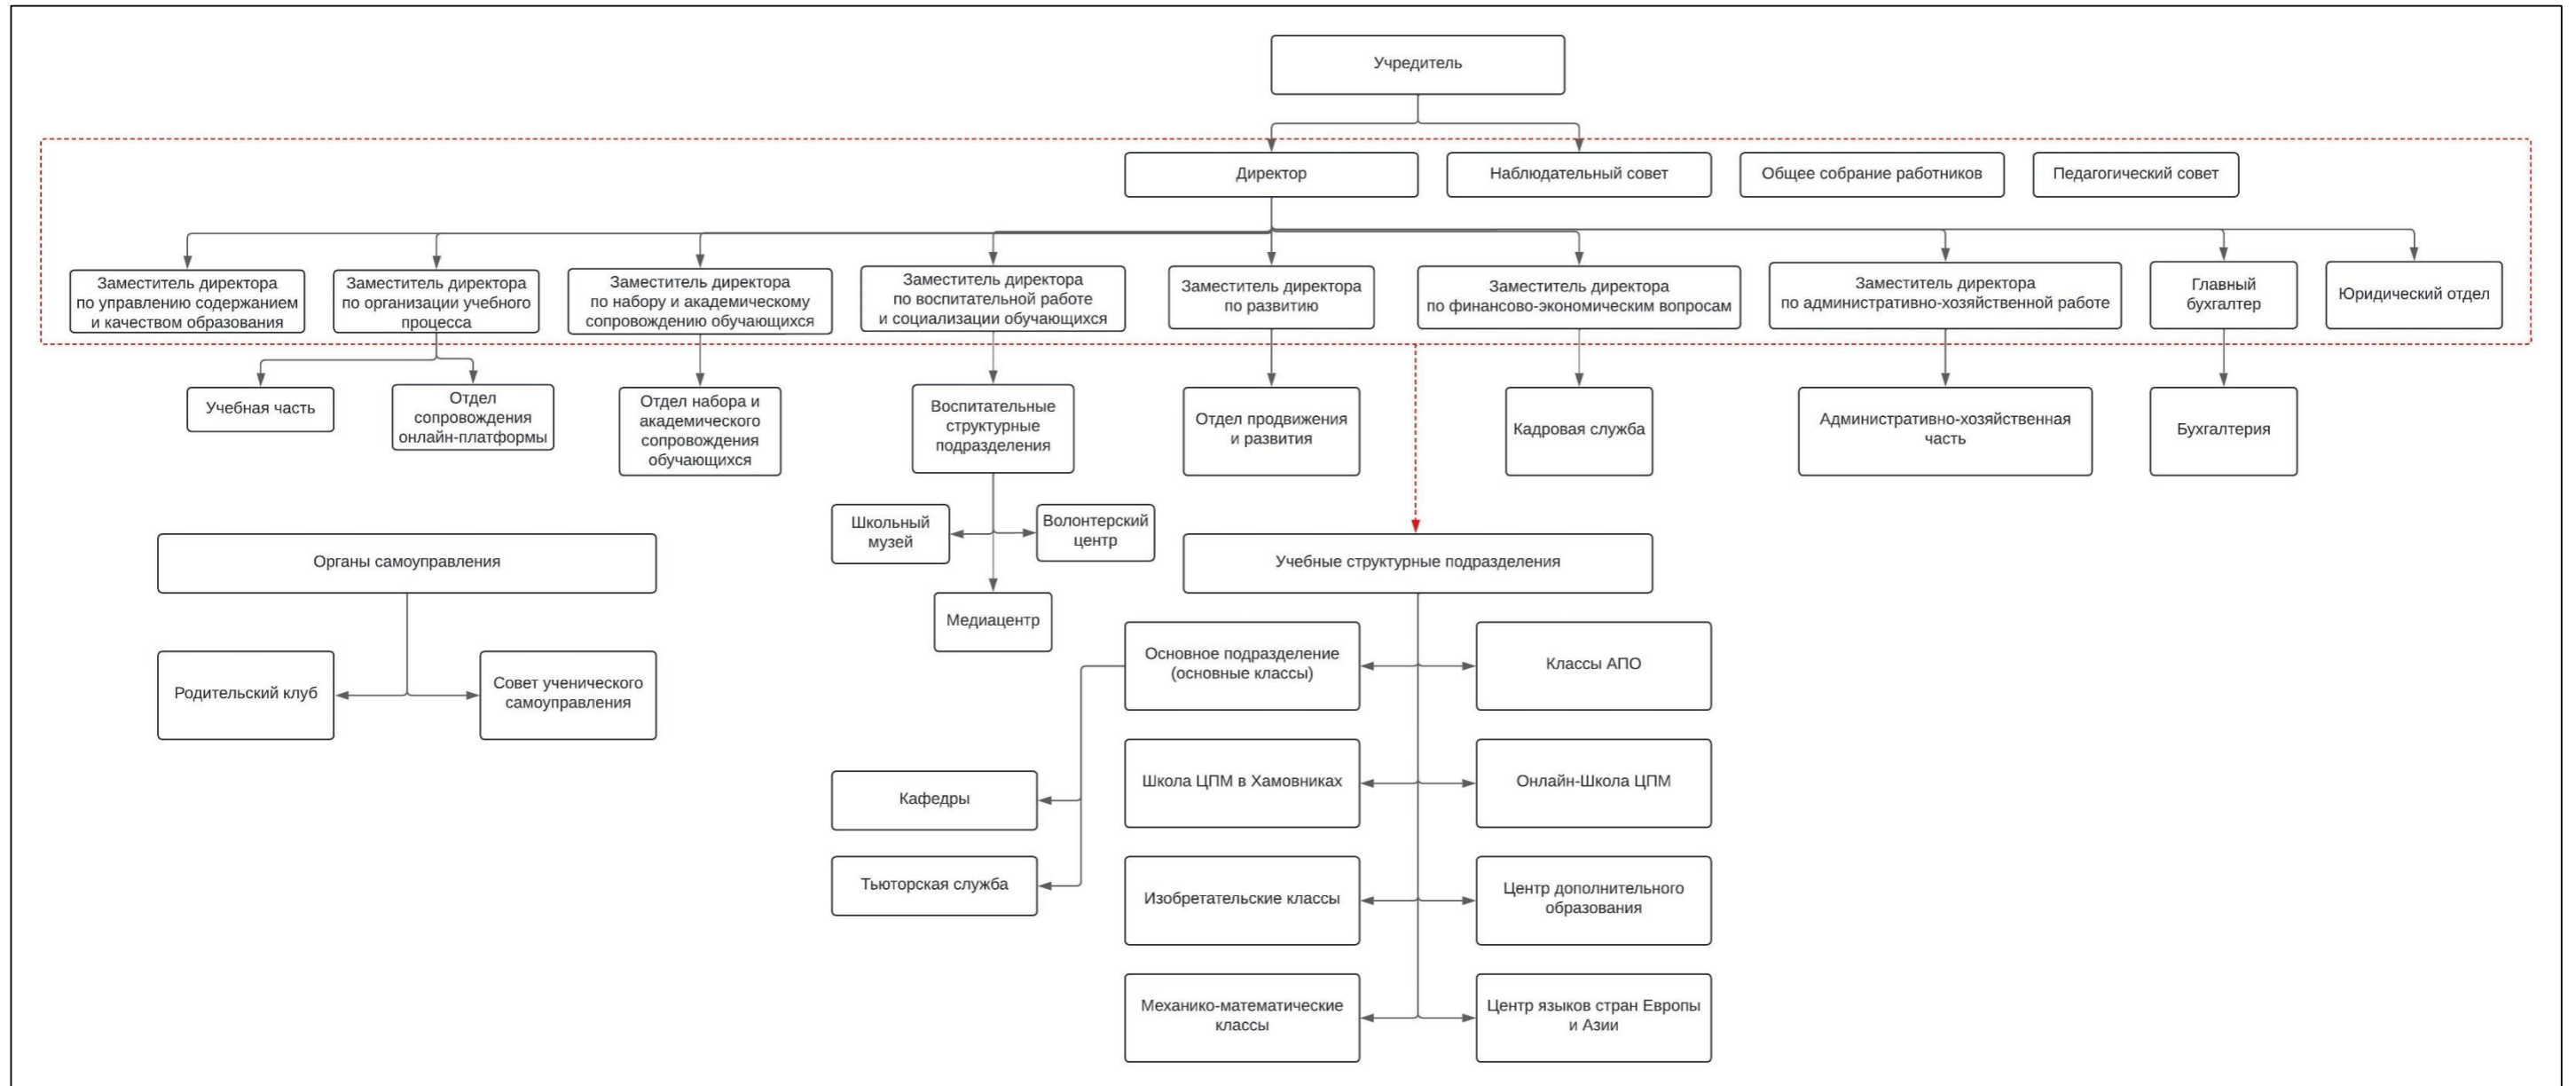 Учредитель
Директор
Наблюдательный совет
Общее собрание работников
Педагогический совет
Заместитель директора
по управлению содержанием
и качеством образования
Заместитель директора
по организации учебного
процесса
Заместитель директора
по набору и академическому
сопровождению обучающихся
Заместитель директора
по воспитательной работе
и социализации обучающихся
Заместитель директора
по развитию
Заместитель директора
по финансово-экономическим вопросам
Заместитель директора
по административно-хозяйственной работе
Главный
бухгалтер
Юридический отдел
Учебная часть
Отдел
сопровождения
онлайн-платформы
Отдел набора и
академического
сопровождения
обучающихся
Воспитательные
структурные
подразделения
Отдел продвижения
и развития
Кадровая служба
Административно-хозяйственная
часть
Бухгалтерия
Школьный
музей
Волонтерский
центр
Медиацентр
Органы самоуправления
Родительский клуб
Совет ученического
самоуправления
Учебные структурные подразделения
Основное подразделение
(основные классы)
Классы АПО
Кафедры
Тьюторская служба
Школа ЦПМ в Хамовниках
Онлайн-Школа ЦПМ
Изобретательские классы
Центр дополнительного
образования
Механико-математические
классы
Центр языков стран Европы
и Азии